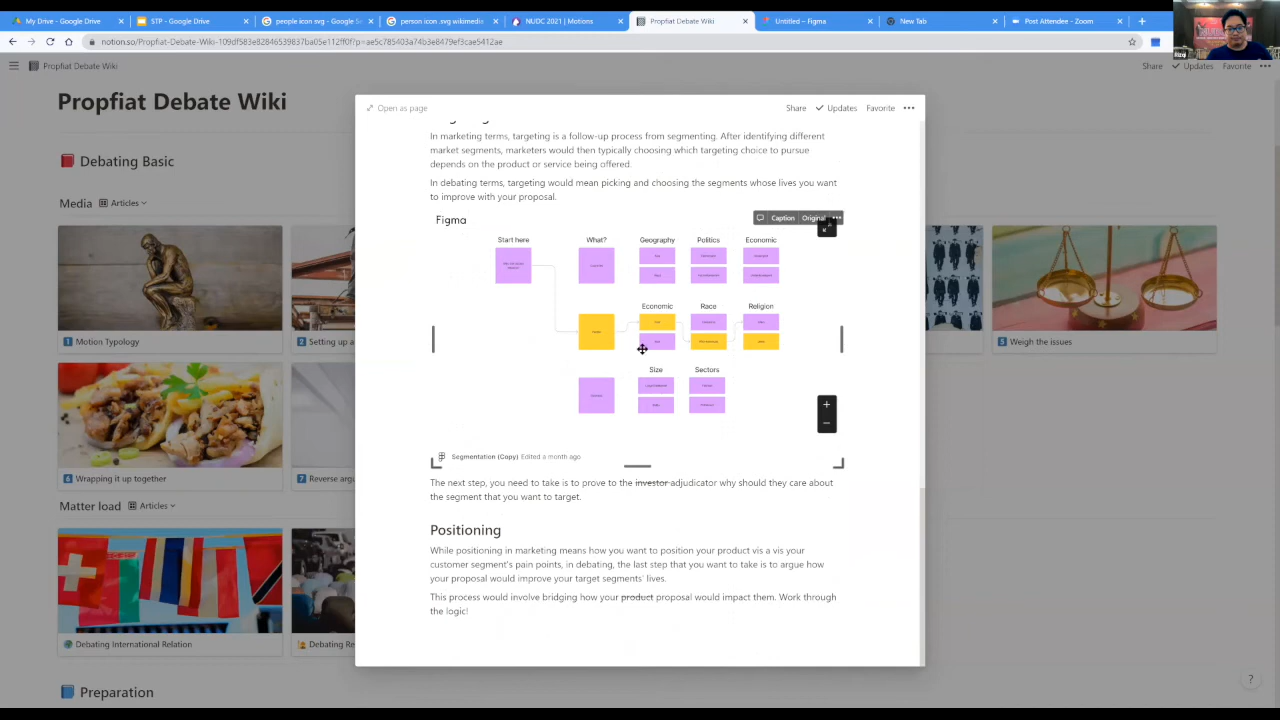 My Drive - Google Drive
STP - Google Drive
people icon svg - Google Se
person icon .svg wikimedia
NUDC 2021 | Motions
Propfiat Debate Wiki
Untitled – Figma
New Tab
Post Attendee - Zoom
notion.so/Propfiat-Debate-Wiki-109df583e82846539837ba05e112ff0f?p=ae5c785403a74b3e8479ef3cae5412ae
Propfiat Debate Wiki
Share
Updates
Favorite
Propfiat Debate Wiki
Debating Basic
Media
Articles
1 Motion Typology
2 Setting up a
5 Weigh the issues
6 Wrapping it up together
7 Reverse argu
Matter load
Articles
Debating International Relation
Debating Re
Preparation
Open as page
Share
Updates
Favorite
In marketing terms, targeting is a follow-up process from segmenting. After identifying different
market segments, marketers would then typically choosing which targeting choice to pursue
depends on the product or service being offered.
In debating terms, targeting would mean picking and choosing the segments whose lives you want
to improve with your proposal.
Figma
Caption
Original
Start here
What?
Geography
Politics
Economic
Economic
Race
Religion
Size
Sectors
Segmentation (Copy) Edited a month ago
The next step, you need to take is to prove to the investor adjudicator why should they care about
the segment that you want to target.
Positioning
While positioning in marketing means how you want to position your product vis a vis your
customer segment's pain points, in debating, the last step that you want to take is to argue how
your proposal would improve your target segments' lives.
This process would involve bridging how your product proposal would impact them. Work through
the logic!